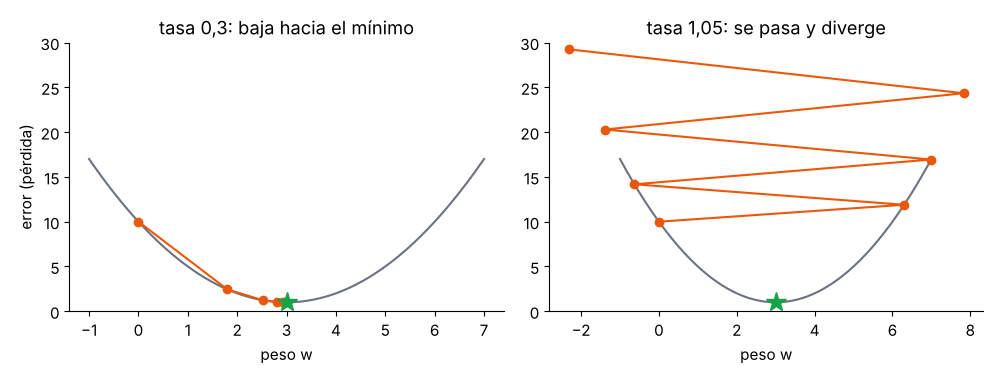 tasa 0,3: baja hacia el mínimo
error (pérdida)
30
25
20
15
10
5
0
−1 0 1 2 3 4 5 6 7
peso w
tasa 1,05: se pasa y diverge
30
25
20
15
10
5
0
−2 0 2 4 6 8
peso w